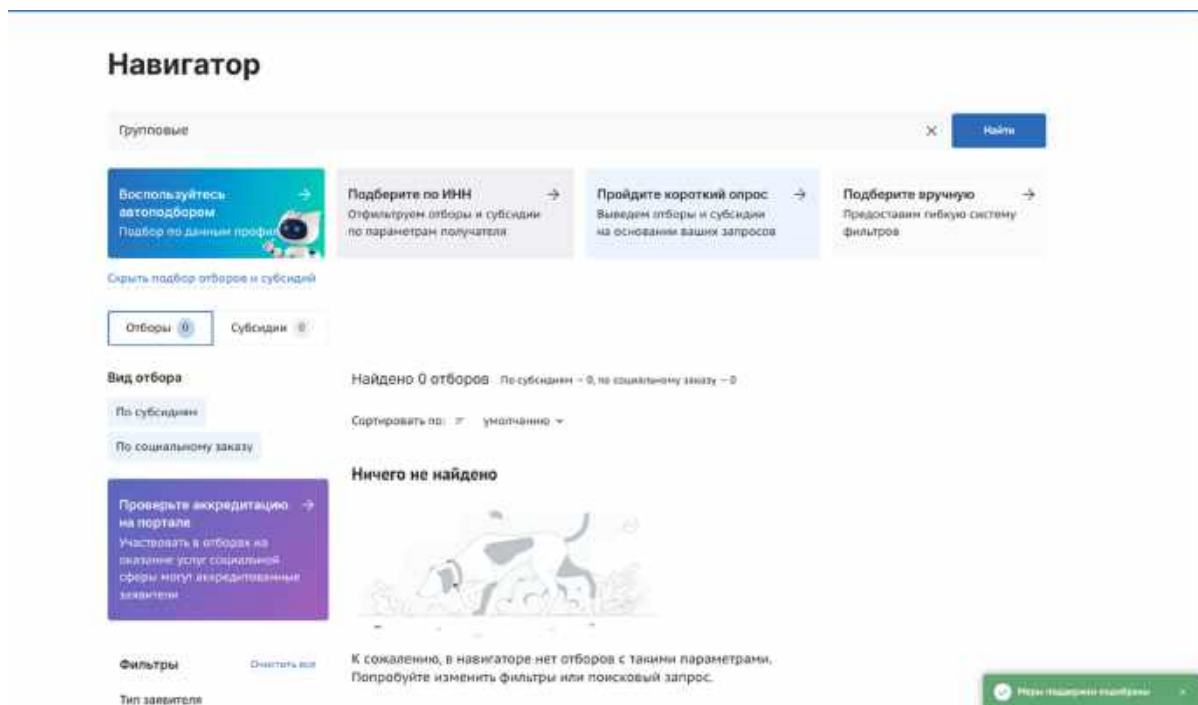 Навигатор
Групповые
Найти
Воспользуйтесь
автоподбором
Подбор по данным профи
Подберите по ИНН
Отфильтруем отборы и субсидии
по параметрам получателя
Пройдите короткий опрос
Выведем отборы и субсидии
на основании ваших запросов
Подберите вручную
Предоставим гибкую систему
фильтров
Скрыть подбор отборов и субсидий
Отборы 0
Субсидии 0
Вид отбора
По субсидиям
По социальному заказу
Найдено 0 отборов По субсидиям – 0, по социальному заказу – 0
Сортировать по: умолчанию
Ничего не найдено
Проверьте аккредитацию
на портале
Участвовать в отборах на
оказание услуг социальной
сферы могут аккредитованные
заявители
К сожалению, в навигаторе нет отборов с такими параметрами.
Попробуйте изменить фильтры или поисковый запрос.
Фильтры
Очистить все
Тип заявителя
Меры поддержки подобраны